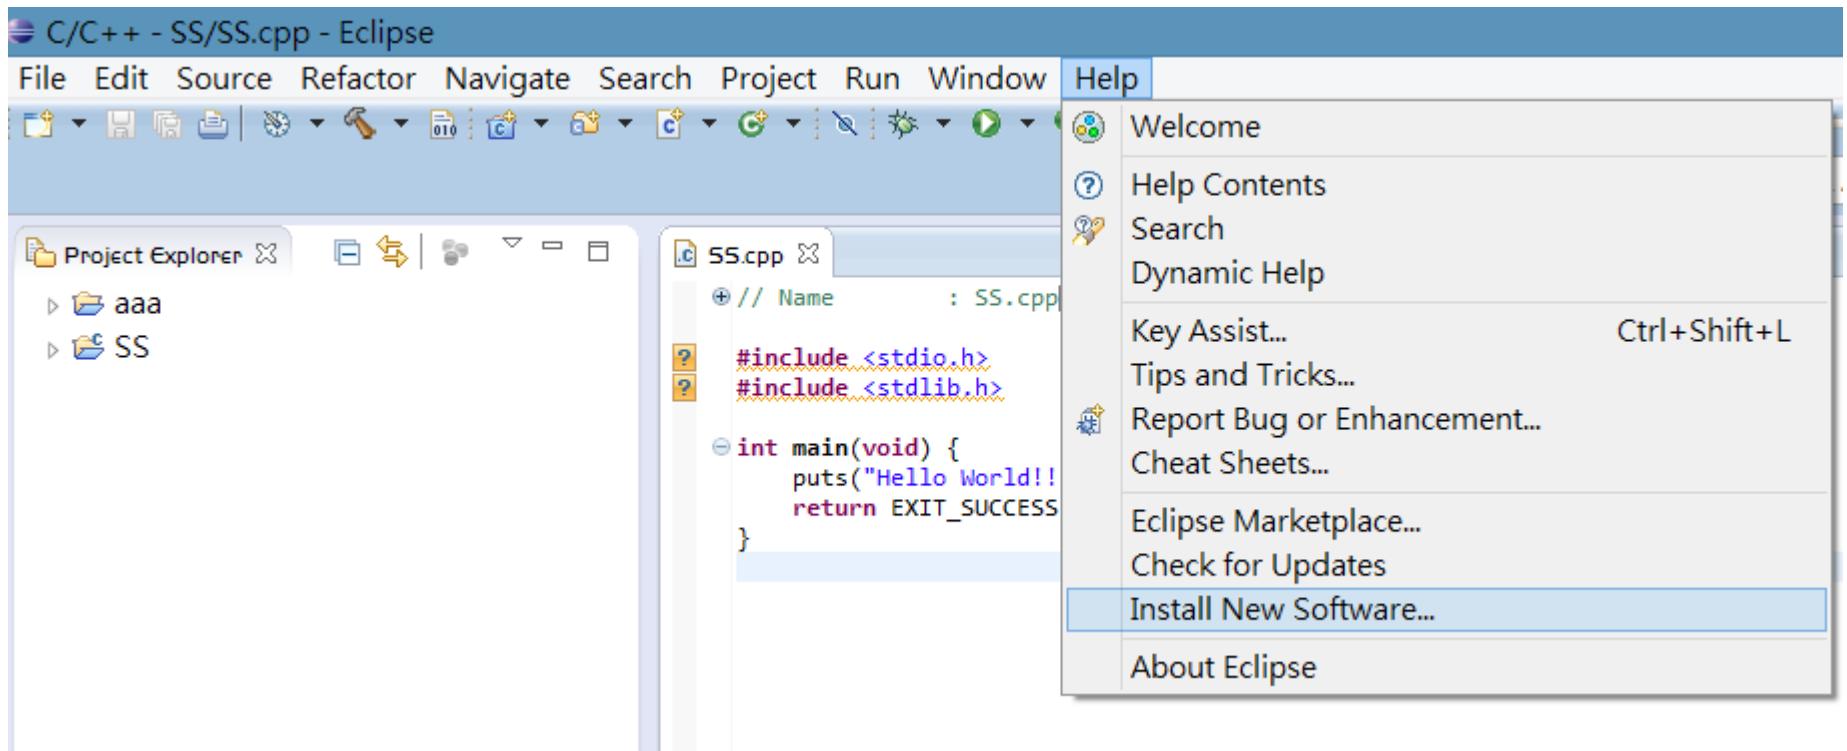 C/C++ - SS/SS.cpp - Eclipse
File Edit Source Refactor Navigate Search Project Run Window Help
Welcome
Help Contents
Search
Dynamic Help
Key Assist... Ctrl+Shift+L
Tips and Tricks...
Report Bug or Enhancement...
Cheat Sheets...
Eclipse Marketplace...
Check for Updates
Install New Software...
About Eclipse
Project Explorer
aaa
SS
SS.cpp
// Name : SS.cpp
#include <stdio.h>
#include <stdlib.h>
int main(void) {
puts("Hello World!!
return EXIT_SUCCESS
}